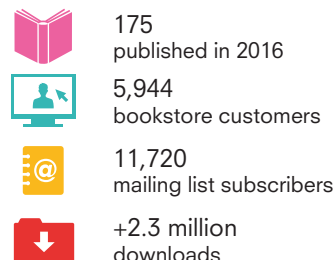 175
published in 2016
5,944
bookstore customers
@
11,720
mailing list subscribers
+2.3 million
downloads